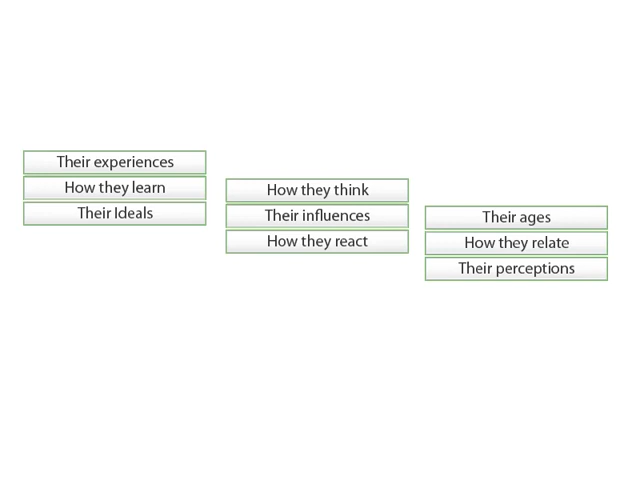 Their experiences
How they learn
Their Ideals
How they think
Their influences
How they react
Their ages
How they relate
Their perceptions